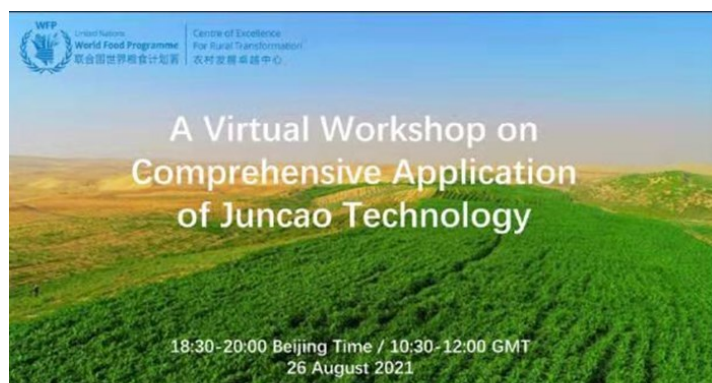 WFP
United Nations
World Food Programme
联合国世界粮食计划署
Centre of Excellence
For Rural Transformation
农村发展卓越中心
A Virtual Workshop on
Comprehensive Application
of Juncao Technology
18:30-20:00 Beijing Time / 10:30-12:00 GMT
26 August 2021